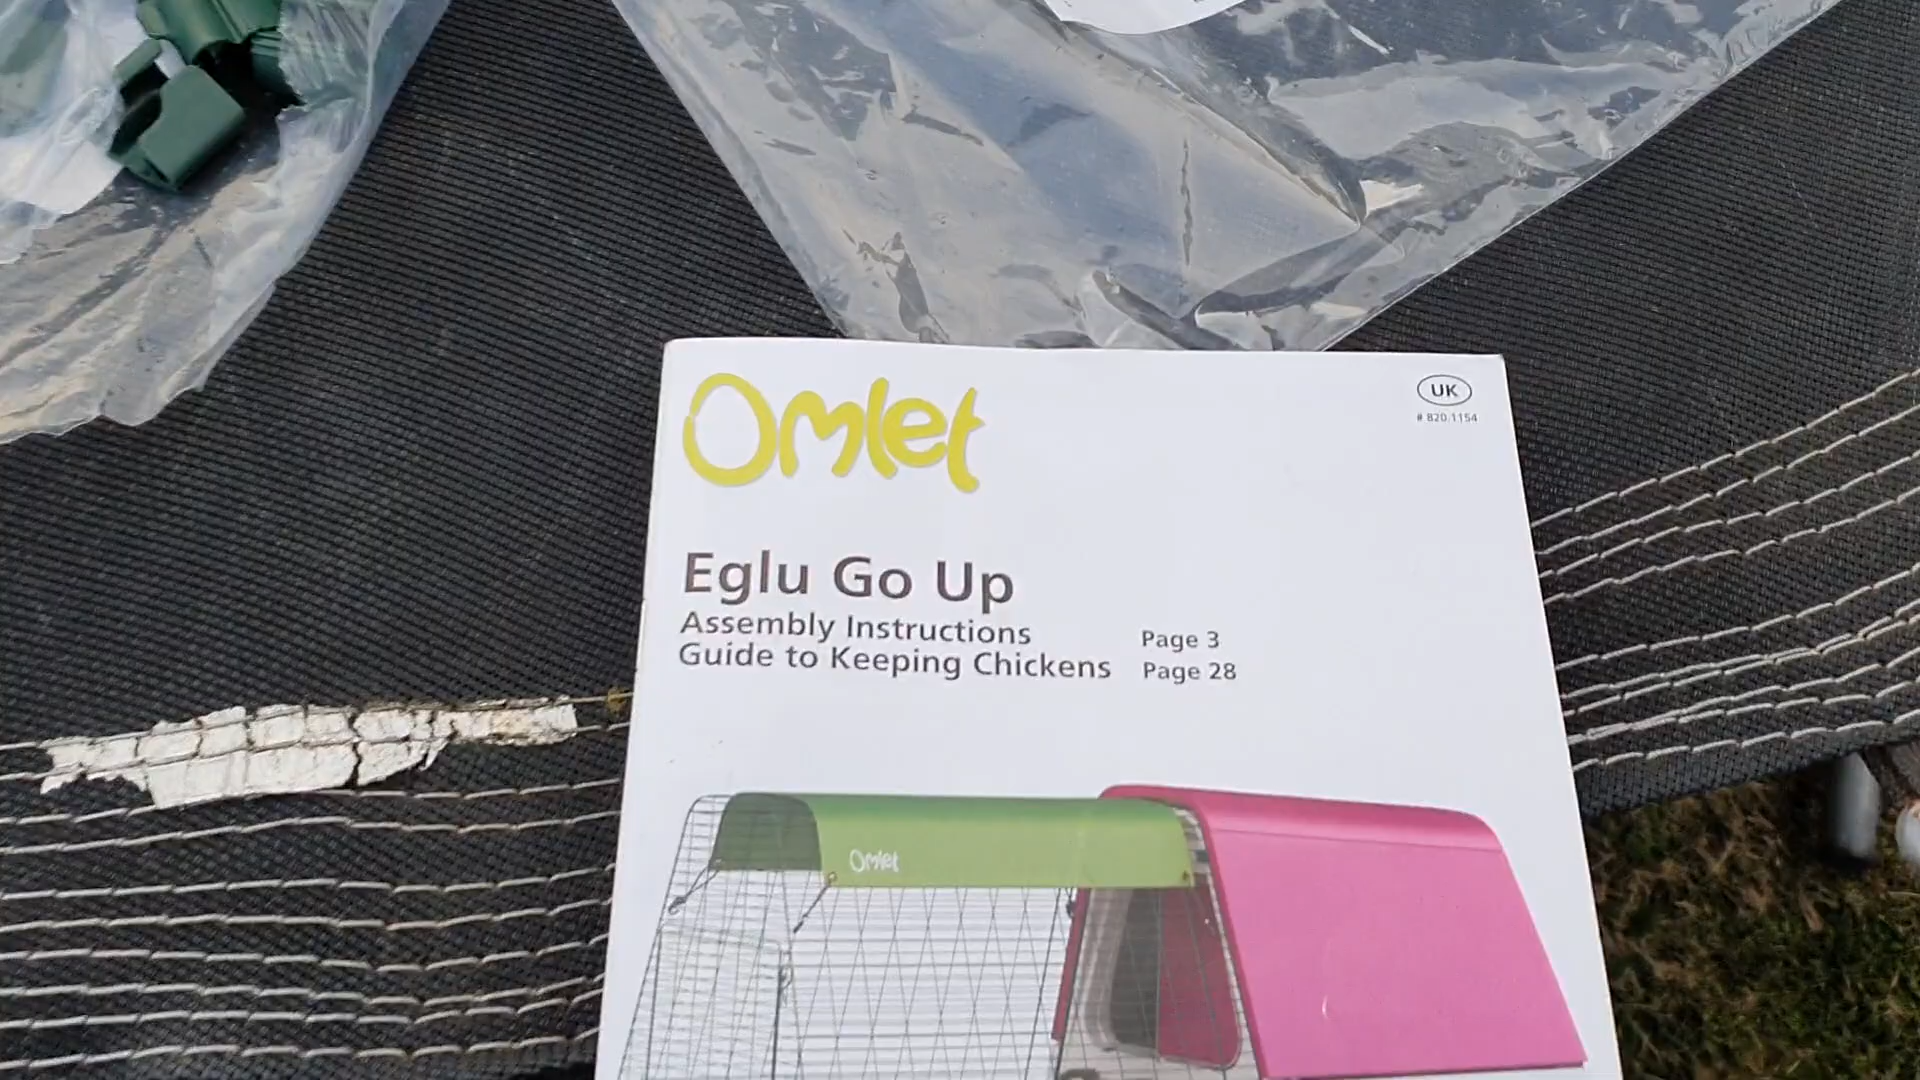 Omlet
UK
# 820.1154
Eglu Go Up
Assembly Instructions Page 3
Guide to Keeping Chickens Page 28
Omlet